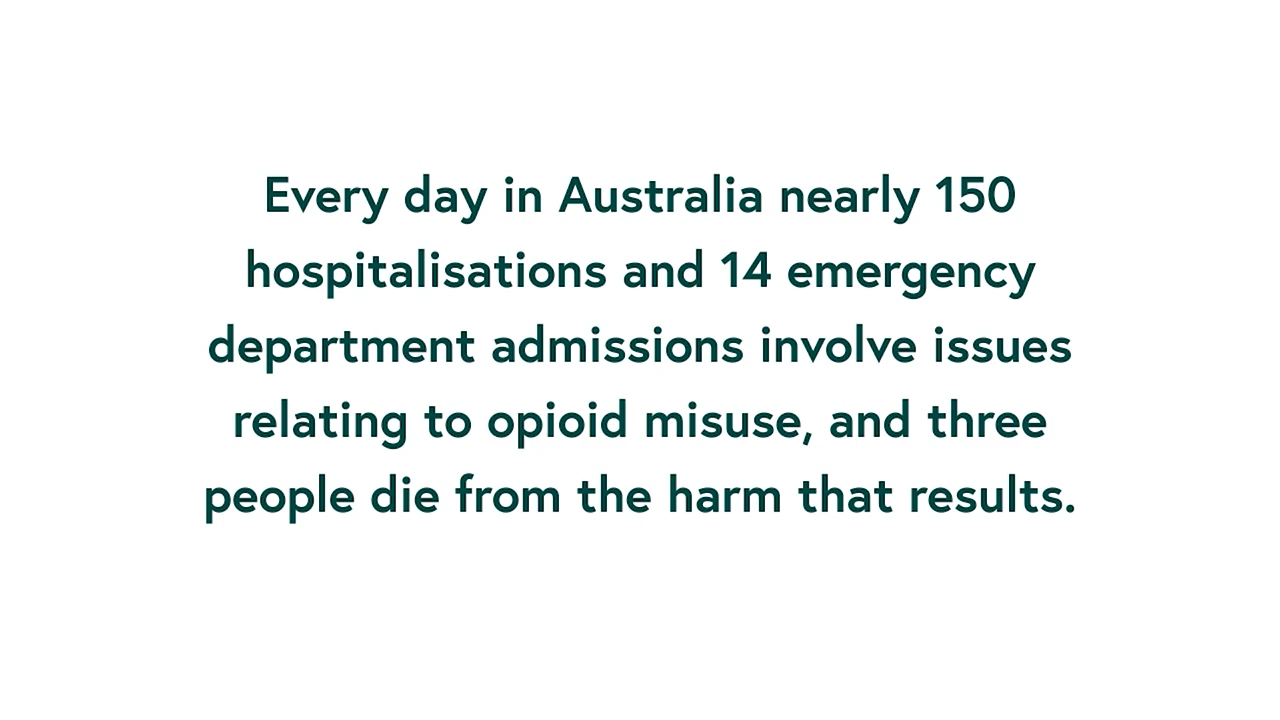 Every day in Australia nearly 150
hospitalisations and 14 emergency
department admissions involve issues
relating to opioid misuse, and three
people die from the harm that results.